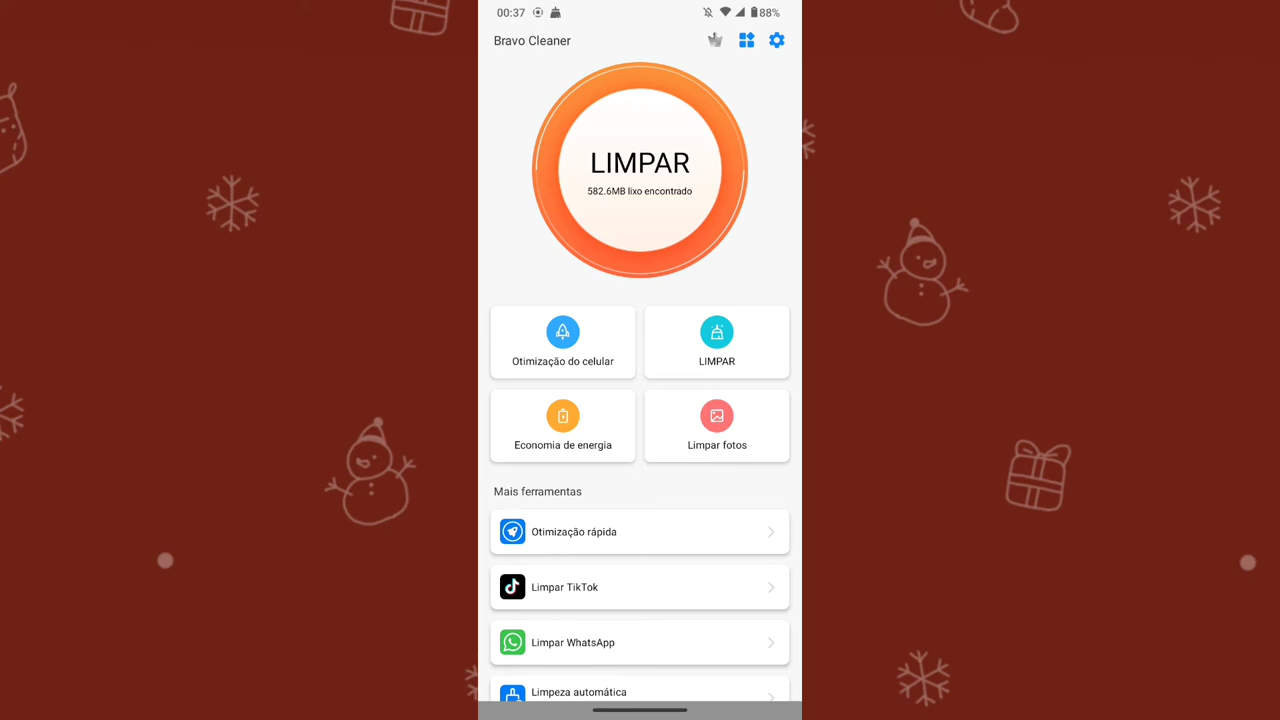 00:37
88%
Bravo Cleaner
LIMPAR
582.6MB lixo encontrado
Otimização do celular
LIMPAR
Economia de energia
Limpar fotos
Mais ferramentas
Otimização rápida
Limpar TikTok
Limpar WhatsApp
Limpeza automática